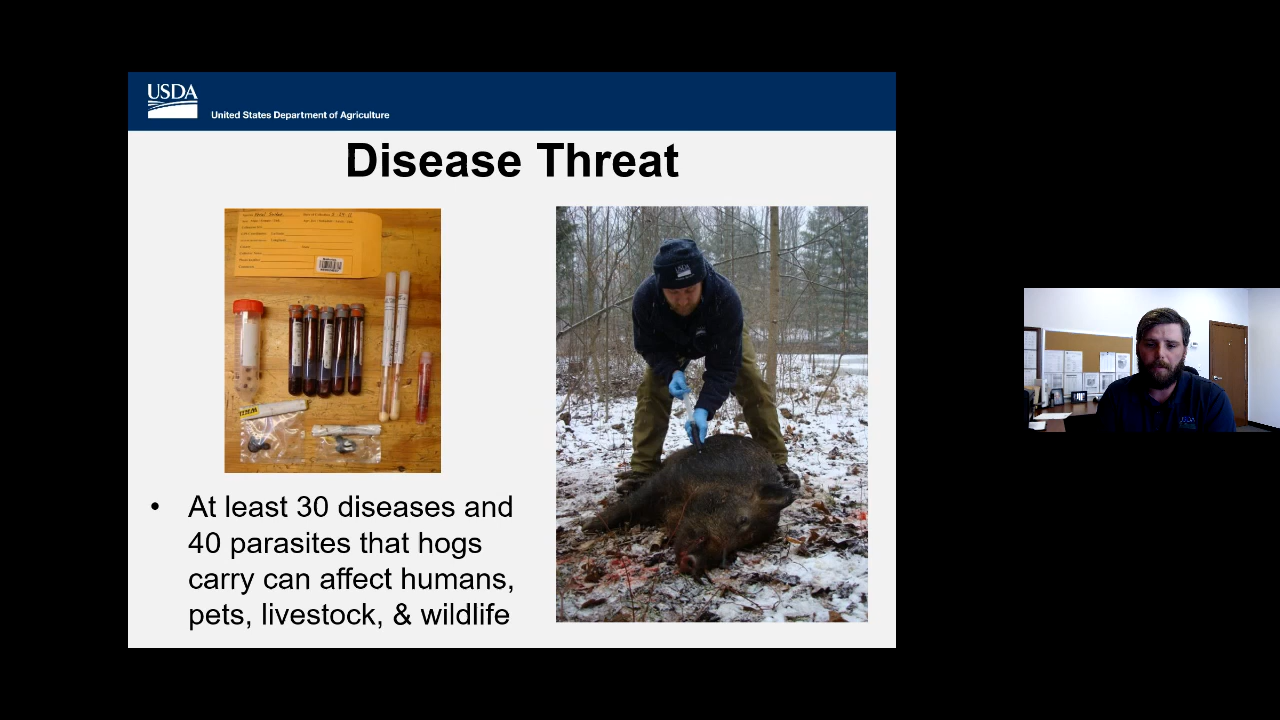 USDA
United States Department of Agriculture
Disease Threat
• At least 30 diseases and
40 parasites that hogs
carry can affect humans,
pets, livestock, & wildlife
USDA